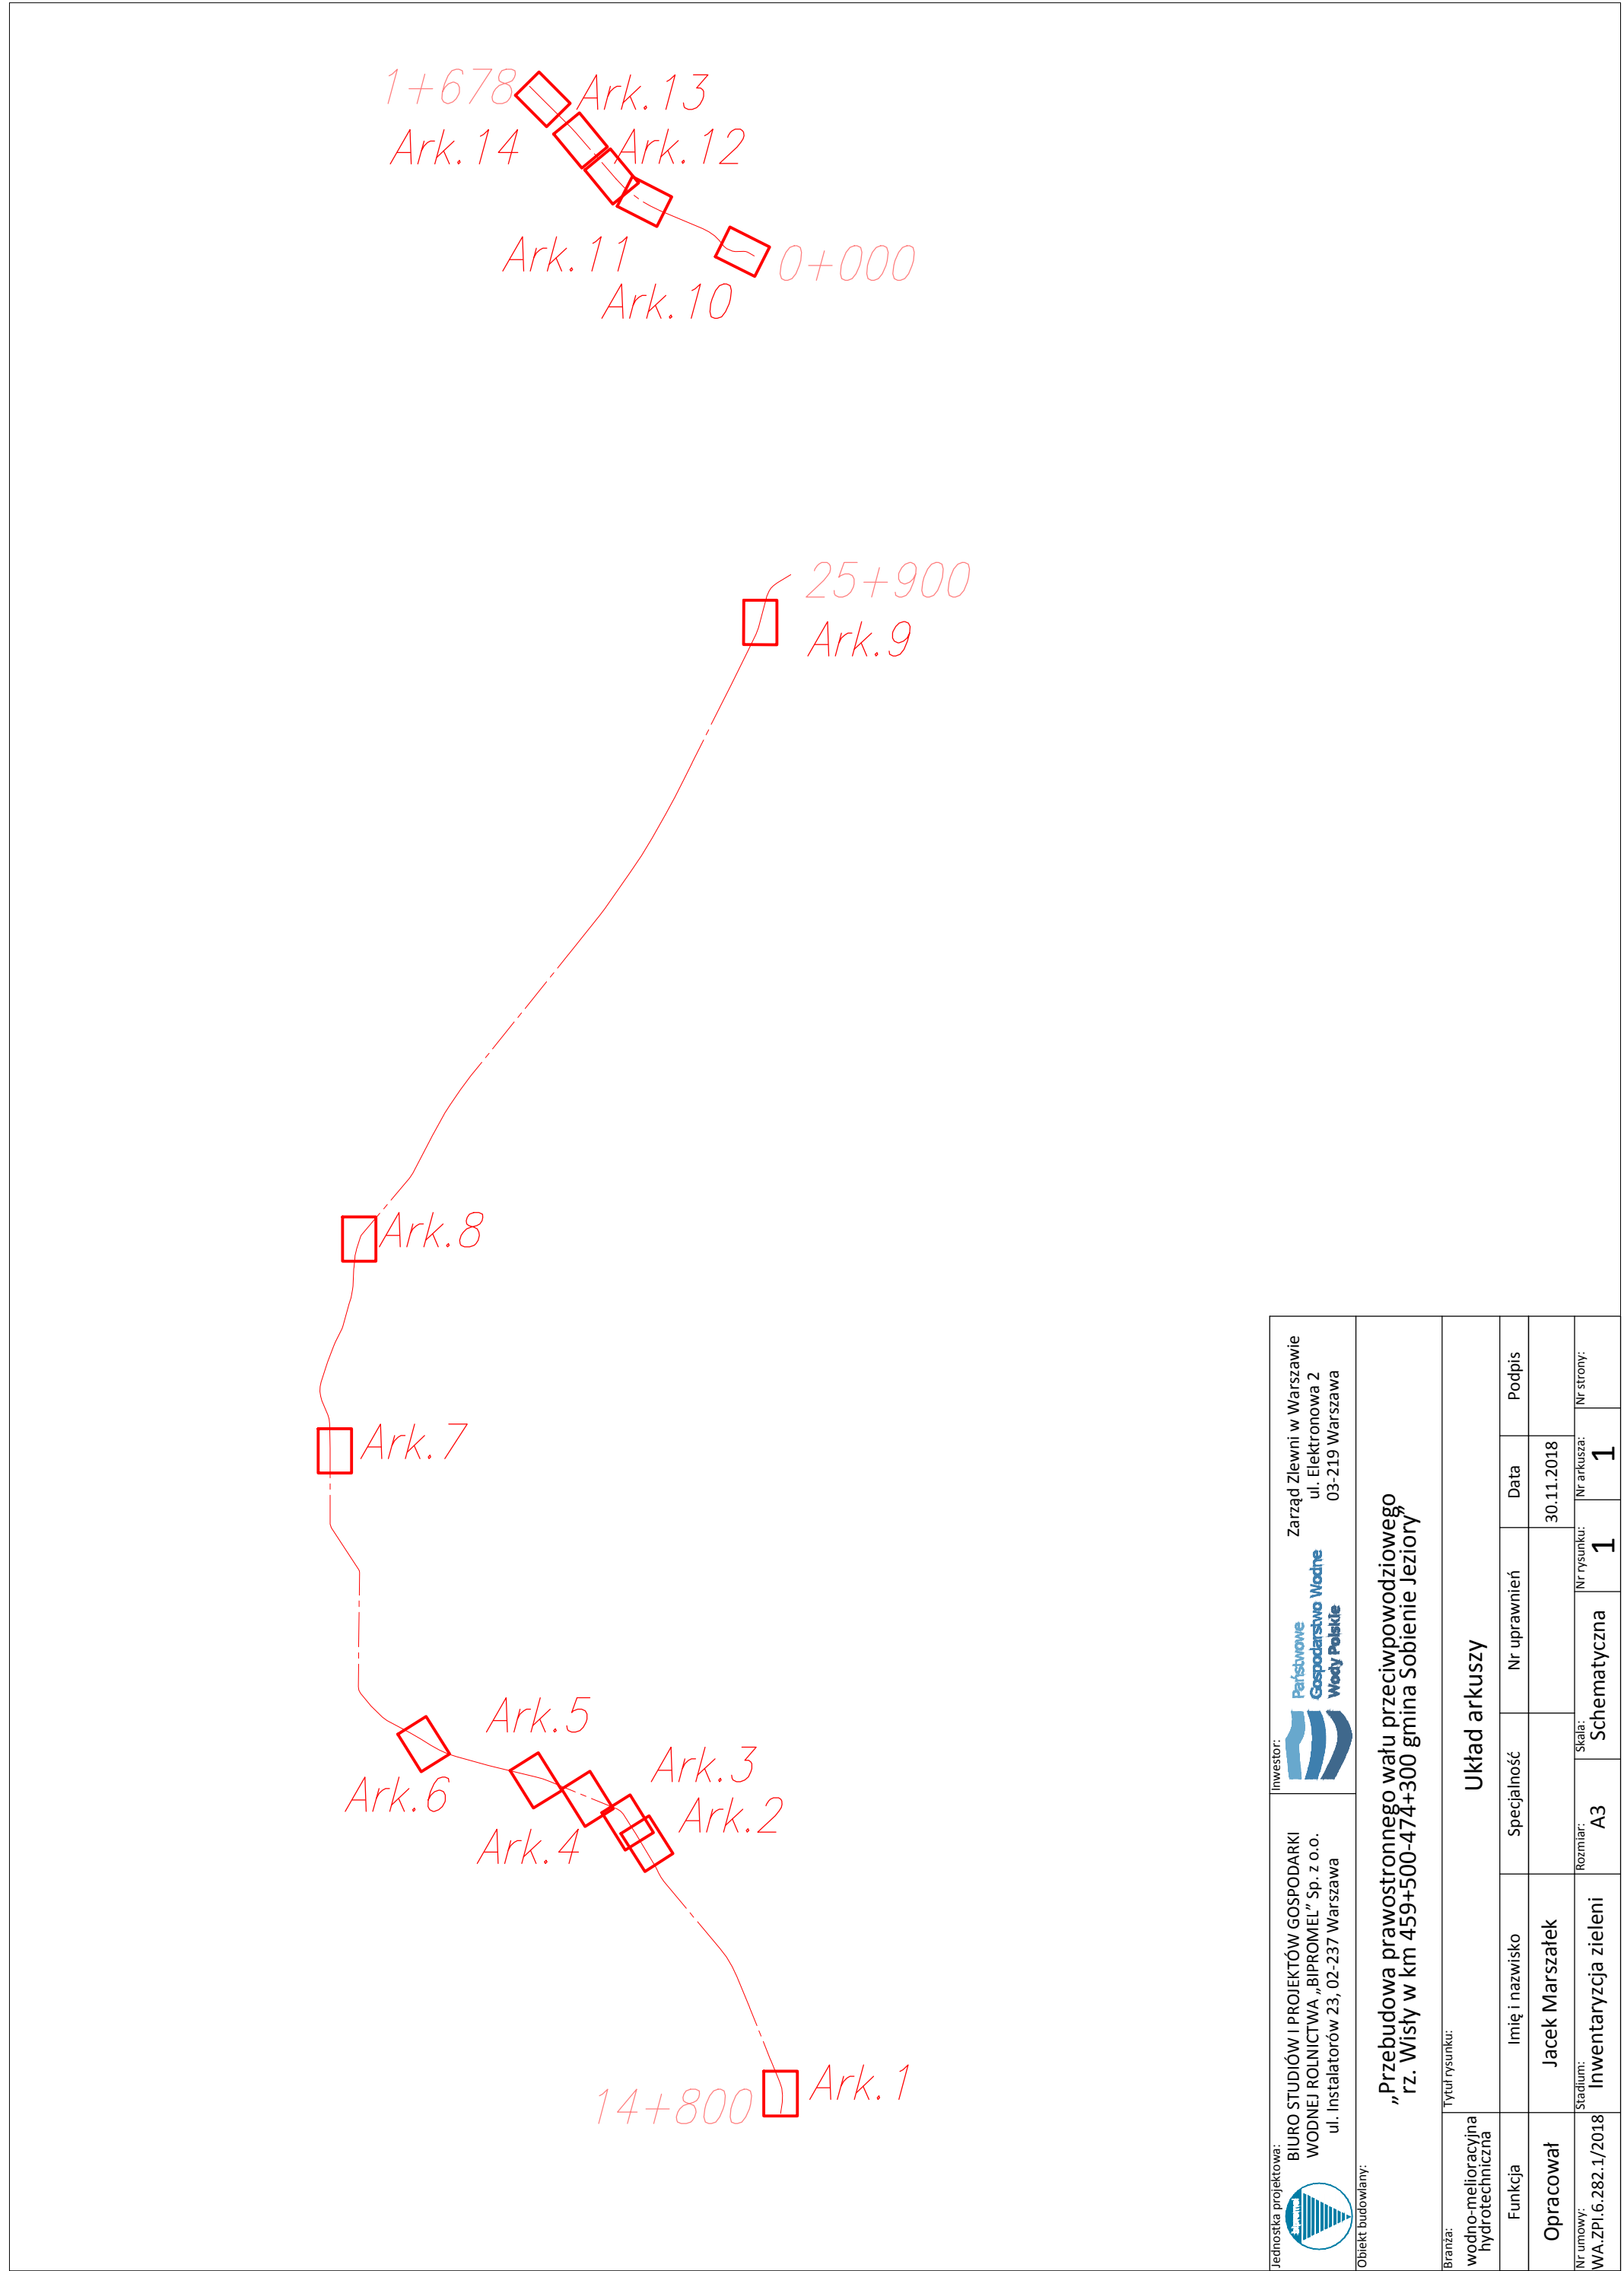 1+678
Ark.13
Ark.14
Ark.12
Ark.11
0+000
Ark.10
25+900
Ark.9
Ark.8
Ark.7
Ark.5
Ark.6
Ark.3
Ark.2
Ark.4
Ark.1
14+800
Jednostka projektowa:
BIURO STUDIÓW I PROJEKTÓW GOSPODARKI
WODNEJ ROLNICTWA „BIPROMEL” Sp. z o.o.
ul. Instalatorów 23, 02-237 Warszawa
Inwestor:
Państwowe
Gospodarstwo Wodne
Wody Polskie
Zarząd Zlewni w Warszawie
ul. Elektronowa 2
03-219 Warszawa
Obiekt budowlany:
„Przebudowa prawostronnego wału przeciwpowodziowego
rz. Wisły w km 459+500-474+300 gmina Sobienie Jeziory”
Branża:
wodno-melioracyjna
hydrotechniczna
Tytuł rysunku:
Układ arkuszy
Funkcja
Imię i nazwisko
Specjalność
Nr uprawnień
Data
Podpis
Opracował
Jacek Marszałek
30.11.2018
Nr umowy:
WA.ZPI.6.282.1/2018
Stadium:
Inwentaryzcja zieleni
Rozmiar:
A3
Skala:
Schematyczna
Nr rysunku:
1
Nr arkusza:
1
Nr strony: